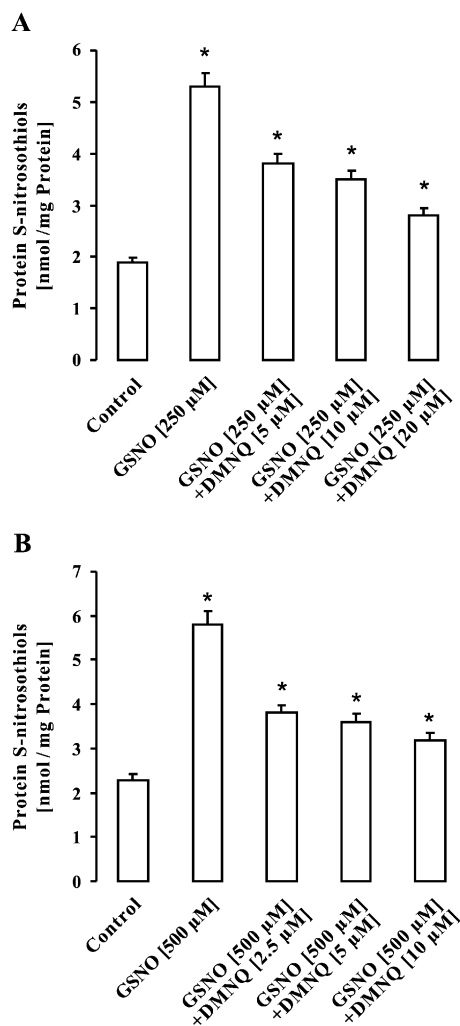 A
Protein S-nitrosothiols
[nmol/mg Protein]
6
5
4
3
2
1
0
*
*
*
*
Control
GSNO [250 µM]
GSNO [250 µM]
+DMNQ [5 µM]
GSNO [250 µM]
+DMNQ [10 µM]
GSNO [250 µM]
+DMNQ [20 µM]
B
Protein S-nitrosothiols
[nmol/mg Protein]
7
6
5
4
3
2
1
0
*
*
*
*
Control
GSNO [500 µM]
GSNO [500 µM]
+DMNQ [2.5 µM]
GSNO [500 µM]
+DMNQ [5 µM]
GSNO [500 µM]
+DMNQ [10 µM]